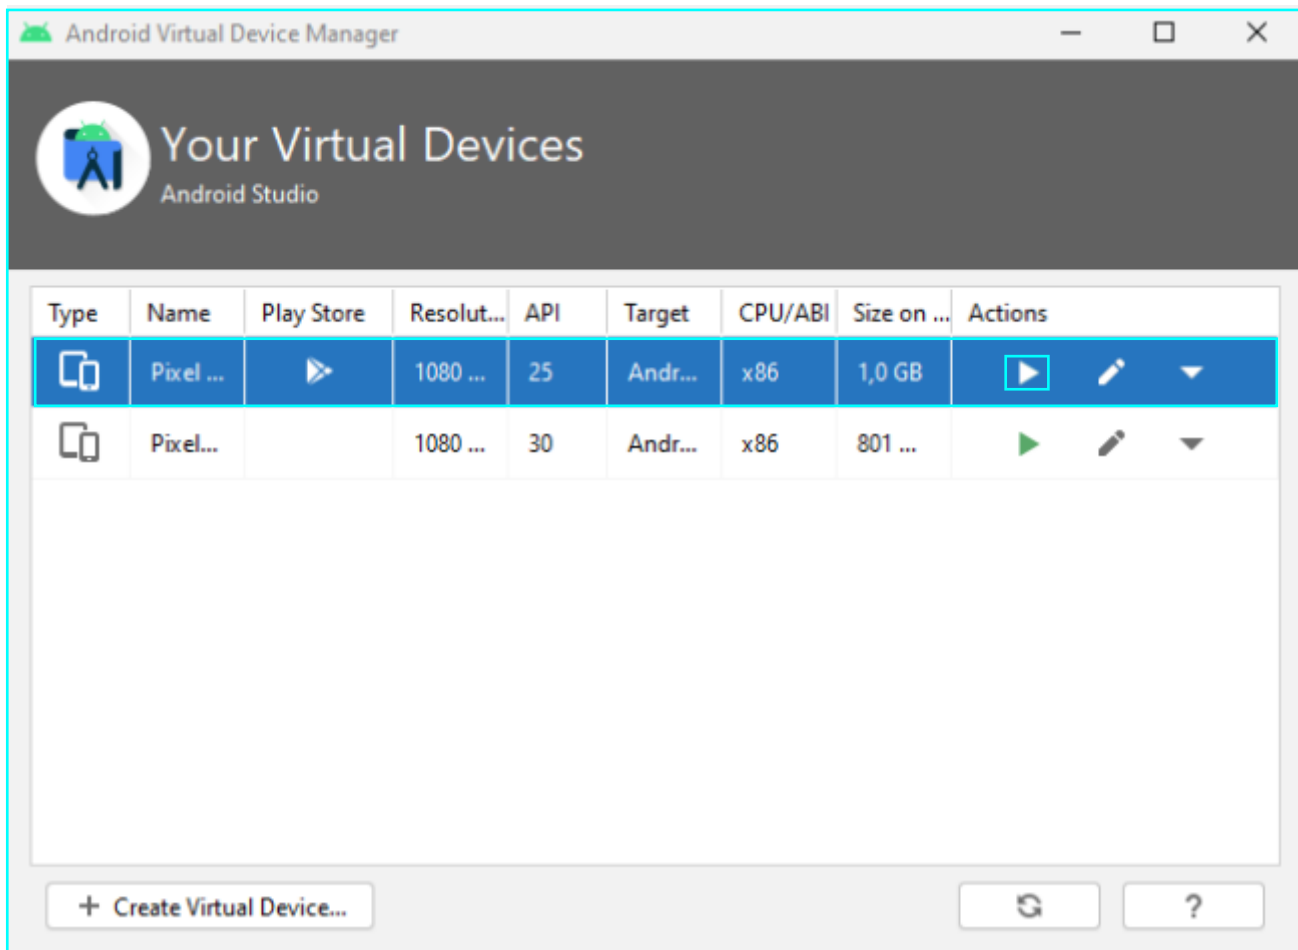 Android Virtual Device Manager
Your Virtual Devices
Android Studio
Type Name Play Store Resolut... API Target CPU/ABI Size on ... Actions
Pixel ... 1080 ... 25 Andr... x86 1,0 GB
Pixel... 1080 ... 30 Andr... x86 801 ...
+ Create Virtual Device... ?